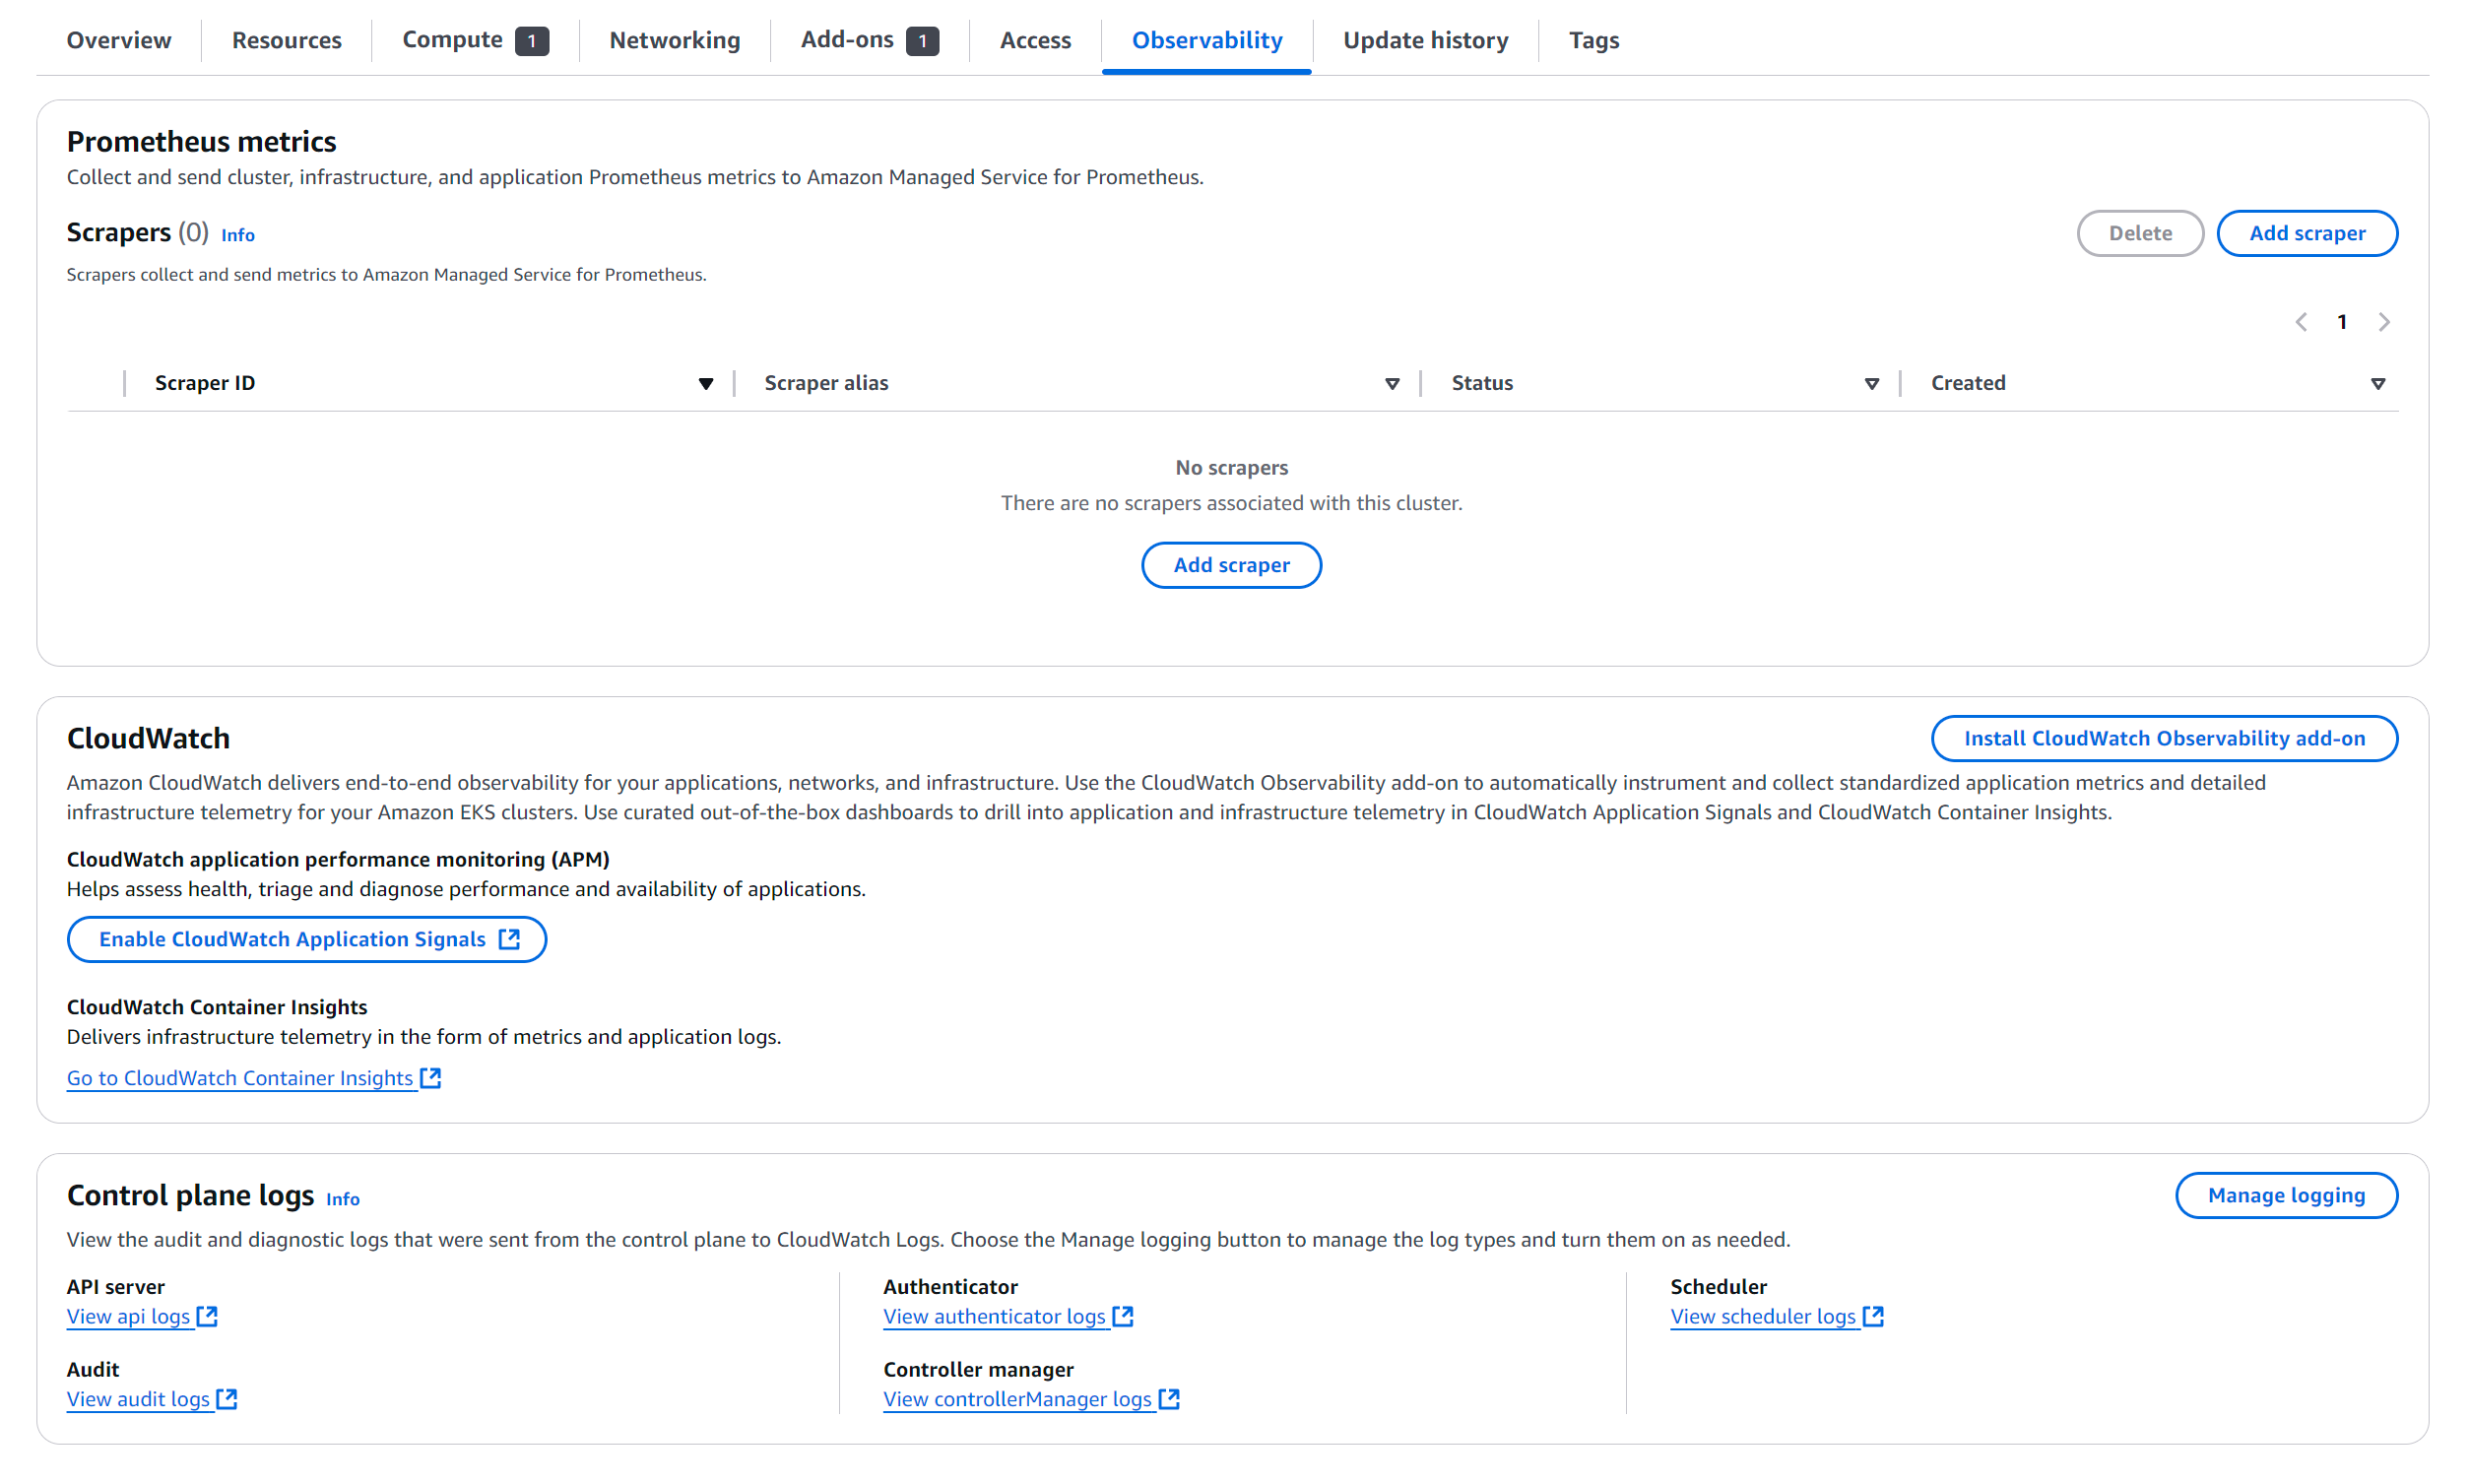 Overview
Resources
Compute 1
Networking
Add-ons 1
Access
Observability
Update history
Tags
Prometheus metrics
Collect and send cluster, infrastructure, and application Prometheus metrics to Amazon Managed Service for Prometheus.
Scrapers (0) Info
Delete
Add scraper
Scrapers collect and send metrics to Amazon Managed Service for Prometheus.
1
Scraper ID
Scraper alias
Status
Created
No scrapers
There are no scrapers associated with this cluster.
Add scraper
CloudWatch
Install CloudWatch Observability add-on
Amazon CloudWatch delivers end-to-end observability for your applications, networks, and infrastructure. Use the CloudWatch Observability add-on to automatically instrument and collect standardized application metrics and detailed
infrastructure telemetry for your Amazon EKS clusters. Use curated out-of-the-box dashboards to drill into application and infrastructure telemetry in CloudWatch Application Signals and CloudWatch Container Insights.
CloudWatch application performance monitoring (APM)
Helps assess health, triage and diagnose performance and availability of applications.
Enable CloudWatch Application Signals
CloudWatch Container Insights
Delivers infrastructure telemetry in the form of metrics and application logs.
Go to CloudWatch Container Insights
Control plane logs Info
Manage logging
View the audit and diagnostic logs that were sent from the control plane to CloudWatch Logs. Choose the Manage logging button to manage the log types and turn them on as needed.
API server
View api logs
Audit
View audit logs
Authenticator
View authenticator logs
Controller manager
View controllerManager logs
Scheduler
View scheduler logs